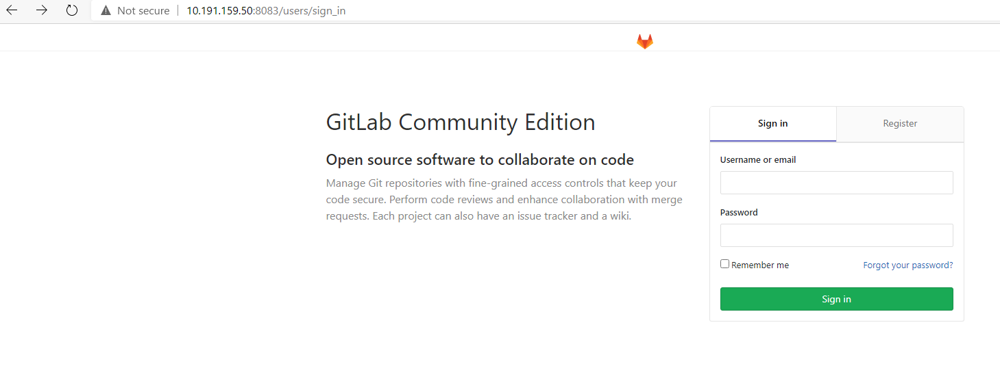 Not secure | 10.191.159.50:8083/users/sign_in
GitLab Community Edition
Open source software to collaborate on code
Manage Git repositories with fine-grained access controls that keep your
code secure. Perform code reviews and enhance collaboration with merge
requests. Each project can also have an issue tracker and a wiki.
Sign in Register
Username or email
Password
Remember me Forgot your password?
Sign in